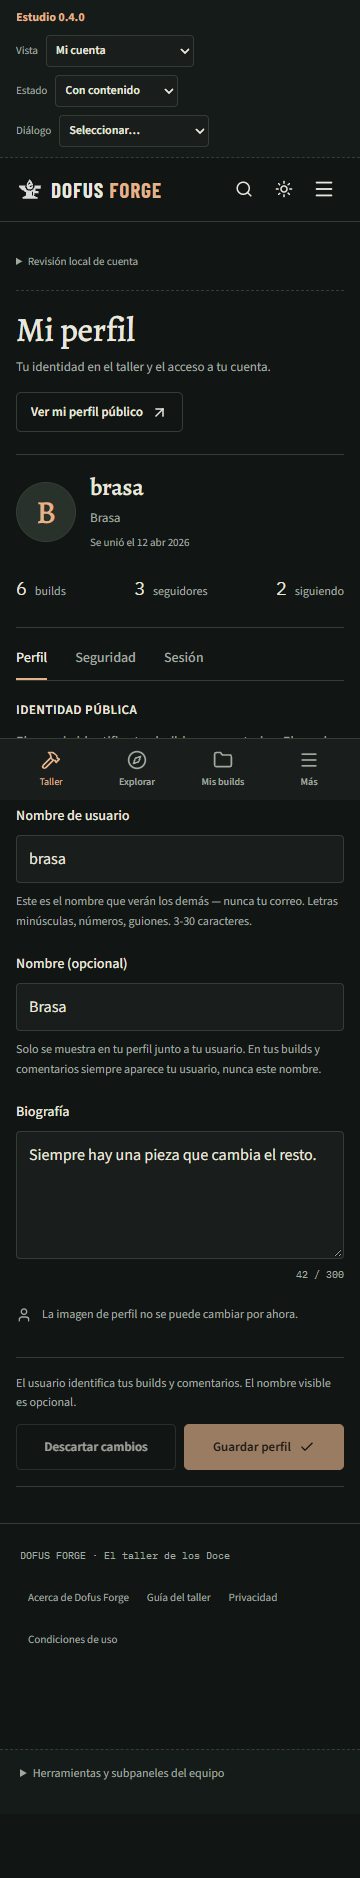 Estudio 0.4.0
Vista Mi cuenta
Estado Con contenido
Diálogo Seleccionar...
DOFUS FORGE
Revisión local de cuenta
Mi perfil
Tu identidad en el taller y el acceso a tu cuenta.
Ver mi perfil público
B
brasa
Brasa
Se unió el 12 abr 2026
6 builds 3 seguidores 2 siguiendo
Perfil Seguridad Sesión
IDENTIDAD PÚBLICA
Taller Explorar Mis builds Más
Nombre de usuario
brasa
Este es el nombre que verán los demás — nunca tu correo. Letras
minúsculas, números, guiones. 3-30 caracteres.
Nombre (opcional)
Brasa
Solo se muestra en tu perfil junto a tu usuario. En tus builds y
comentarios siempre aparece tu usuario, nunca este nombre.
Biografía
Siempre hay una pieza que cambia el resto.
42 / 300
La imagen de perfil no se puede cambiar por ahora.
El usuario identifica tus builds y comentarios. El nombre visible
es opcional.
Descartar cambios Guardar perfil
DOFUS FORGE · El taller de los Doce
Acerca de Dofus Forge Guía del taller Privacidad
Condiciones de uso
Herramientas y subpaneles del equipo